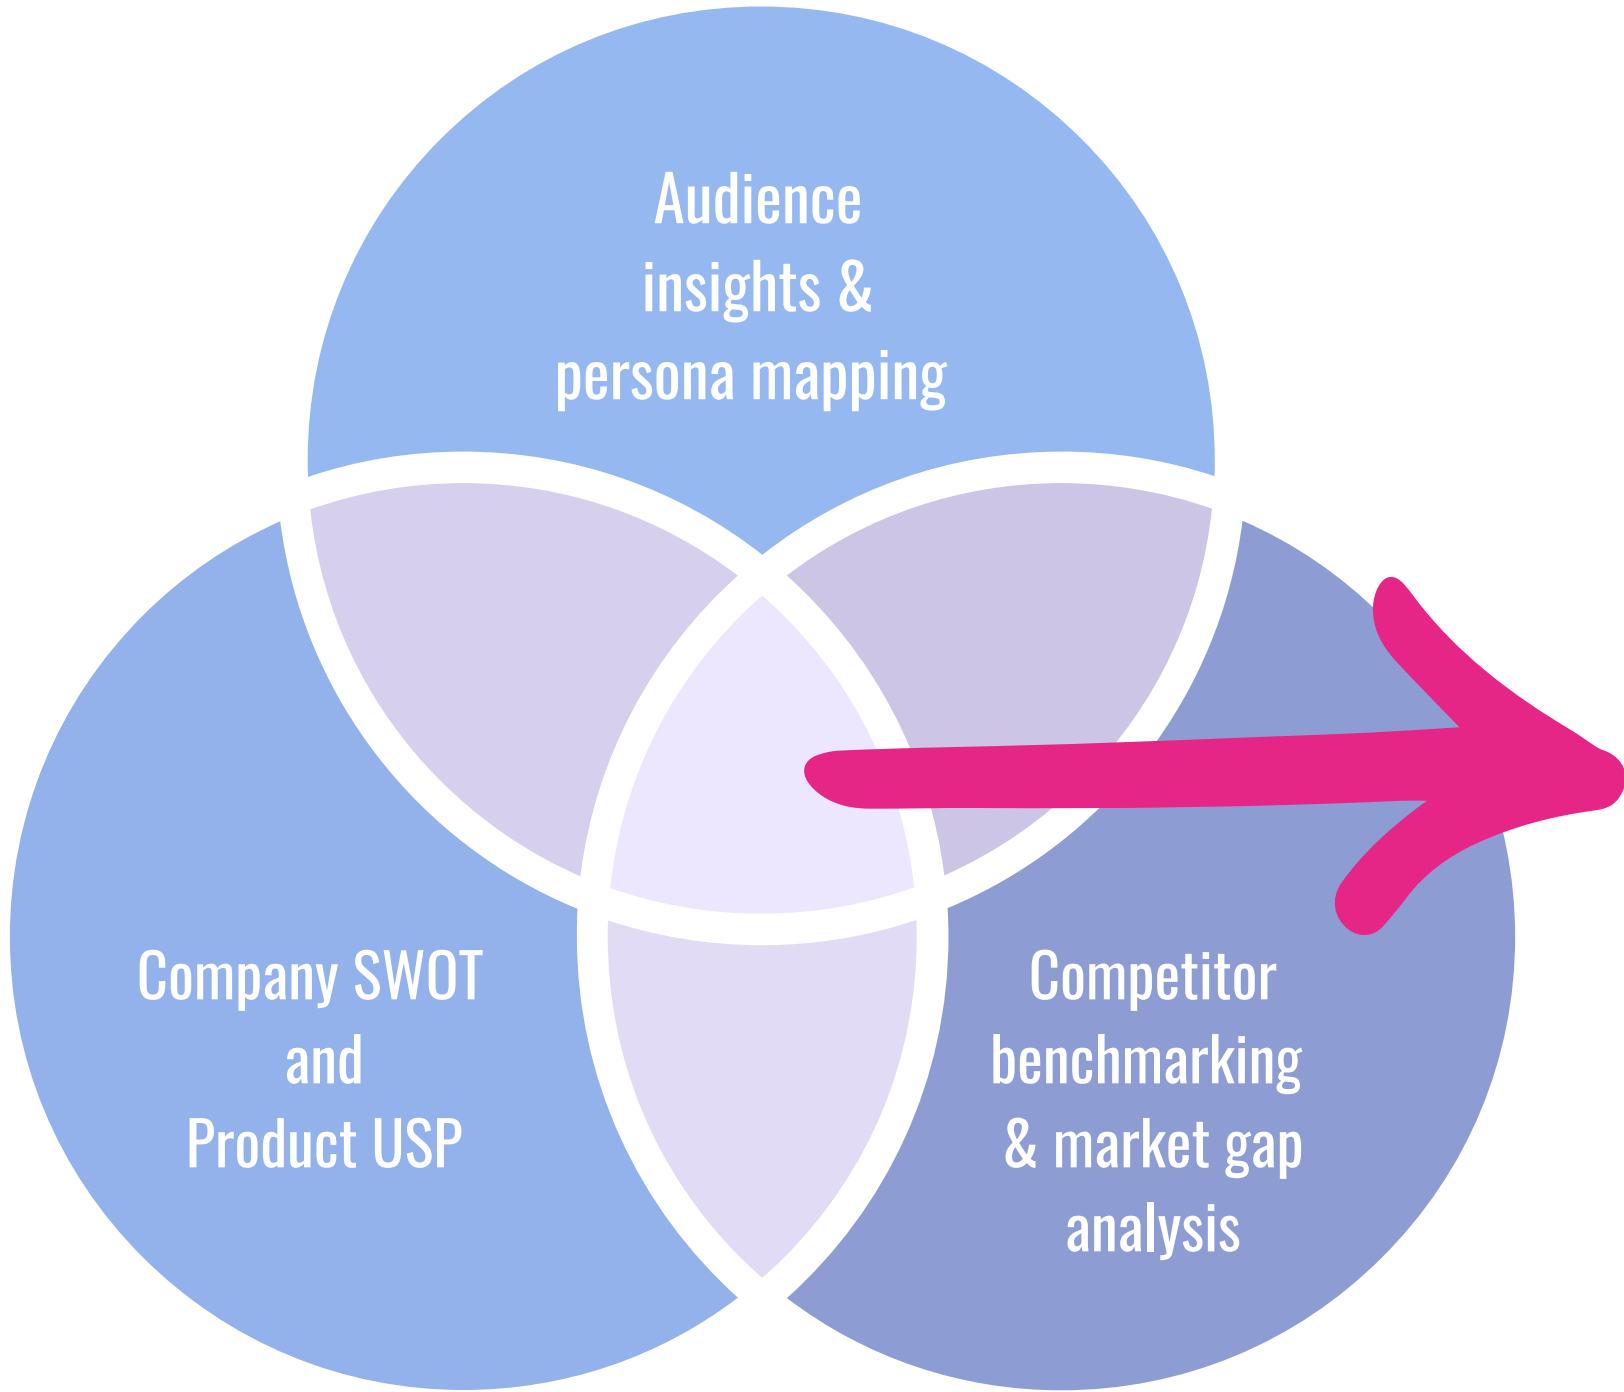 Audience
insights &
persona mapping
Company SWOT
and
Product USP
Competitor
benchmarking
& market gap
analysis